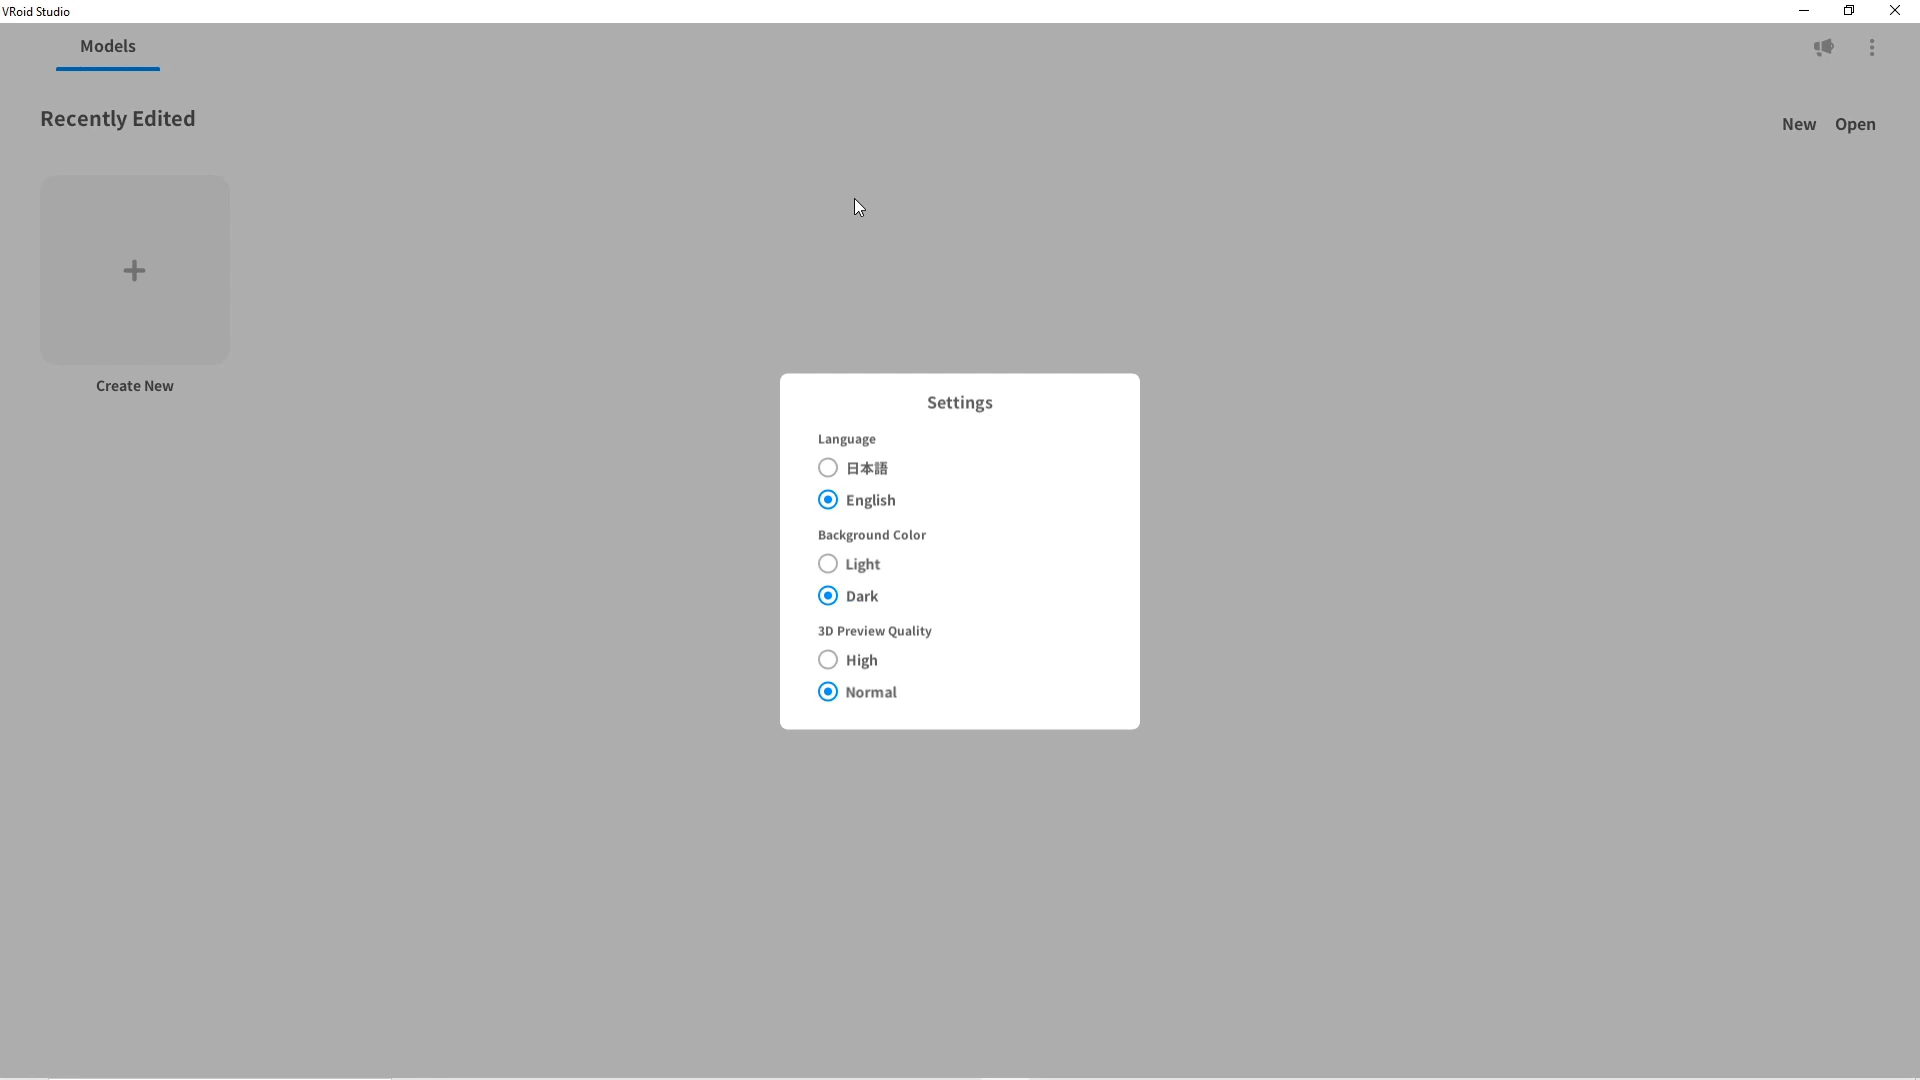 VRoid Studio
Models
Recently Edited
New Open
Create New
Settings
Language
日本語
English
Background Color
Light
Dark
3D Preview Quality
High
Normal